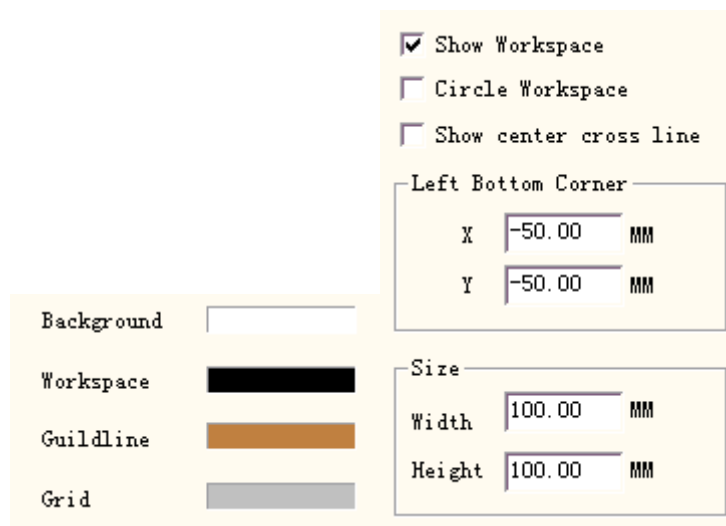 Show Workspace
Circle Workspace
Show center cross line
Left Bottom Corner
X -50.00 MM
Y -50.00 MM
Background
Workspace
Guildline
Grid
Size
Width 100.00 MM
Height 100.00 MM